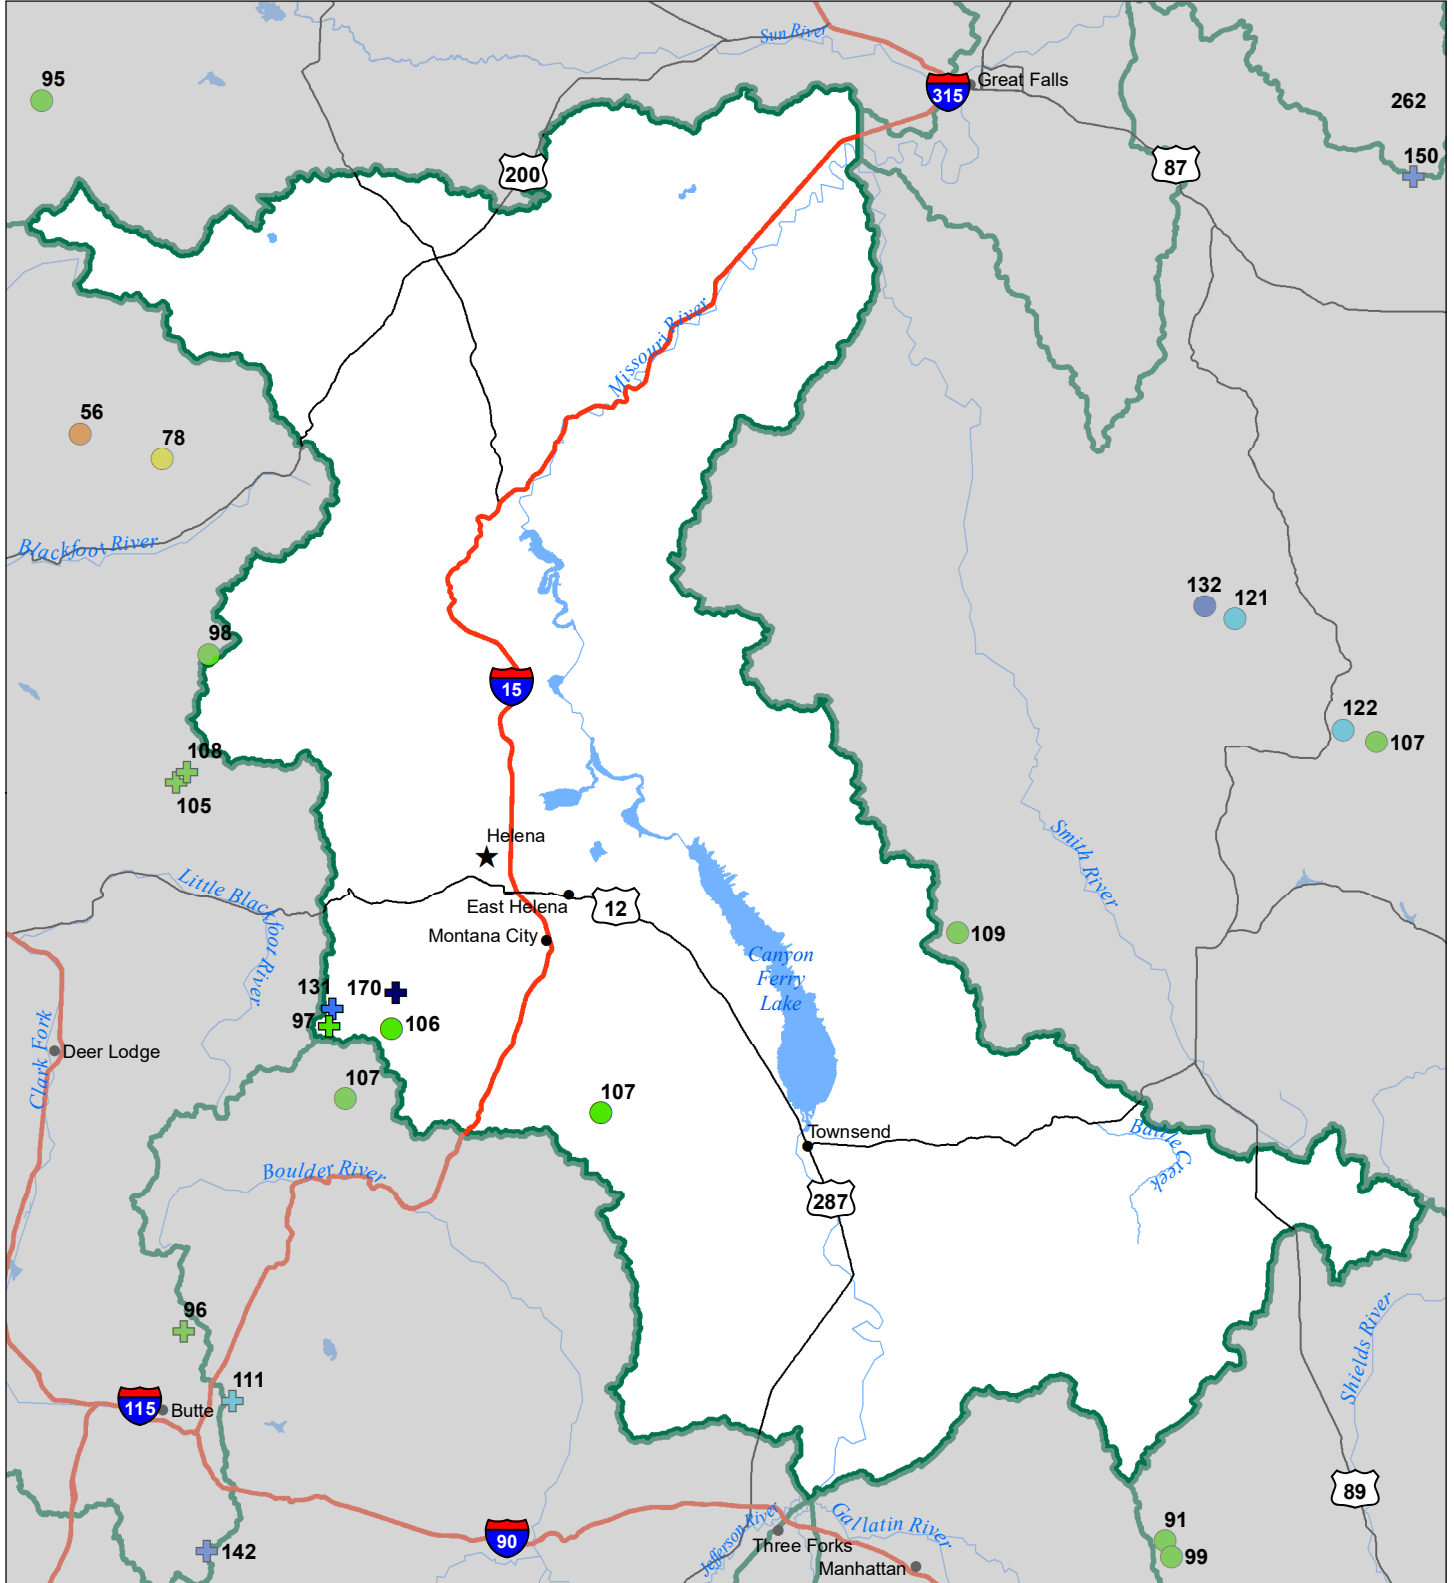 Sun River
95
Great Falls
315
262
150
87
200
Missouri River
56
78
Blackfoot River
132
121
98
15
122
107
108
105
Smith River
Helena
Little Blackfoot River
East Helena
12
Montana City
109
Canyon
Ferry
Lake
131
170
97
106
Clark Fork
Deer Lodge
107
107
Townsend
Battle Creek
Boulder River
287
96
Shields River
111
115
Butte
89
91
99
90
142
Jefferson River
Gallatin River
Three Forks
Manhattan